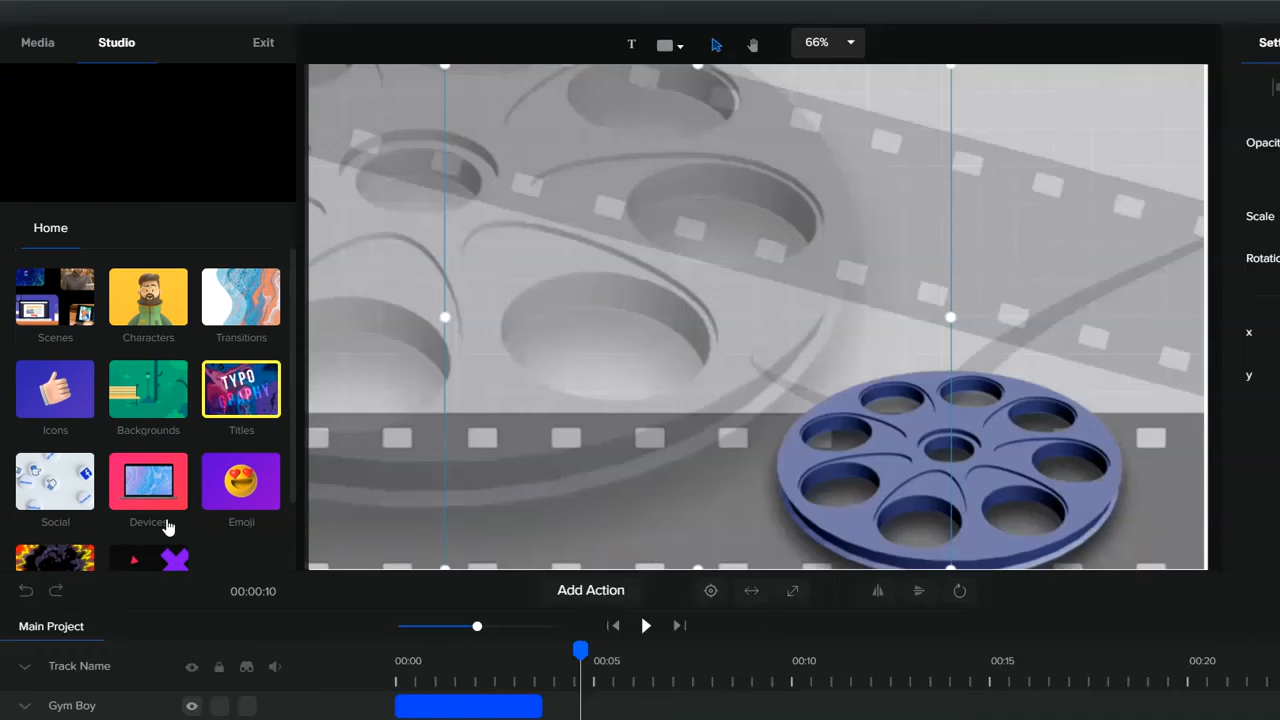 Media Studio Exit
T 66% Sett
Opacit
Home
Scale
Rotatio
Scenes Characters Transitions
x
y
TYPO
GRAPHY
Icons Backgrounds Titles
Social Devices Emoji
00:00:10 Add Action
Main Project
Track Name 00:00 00:05 00:10 00:15 00:20
Gym Boy